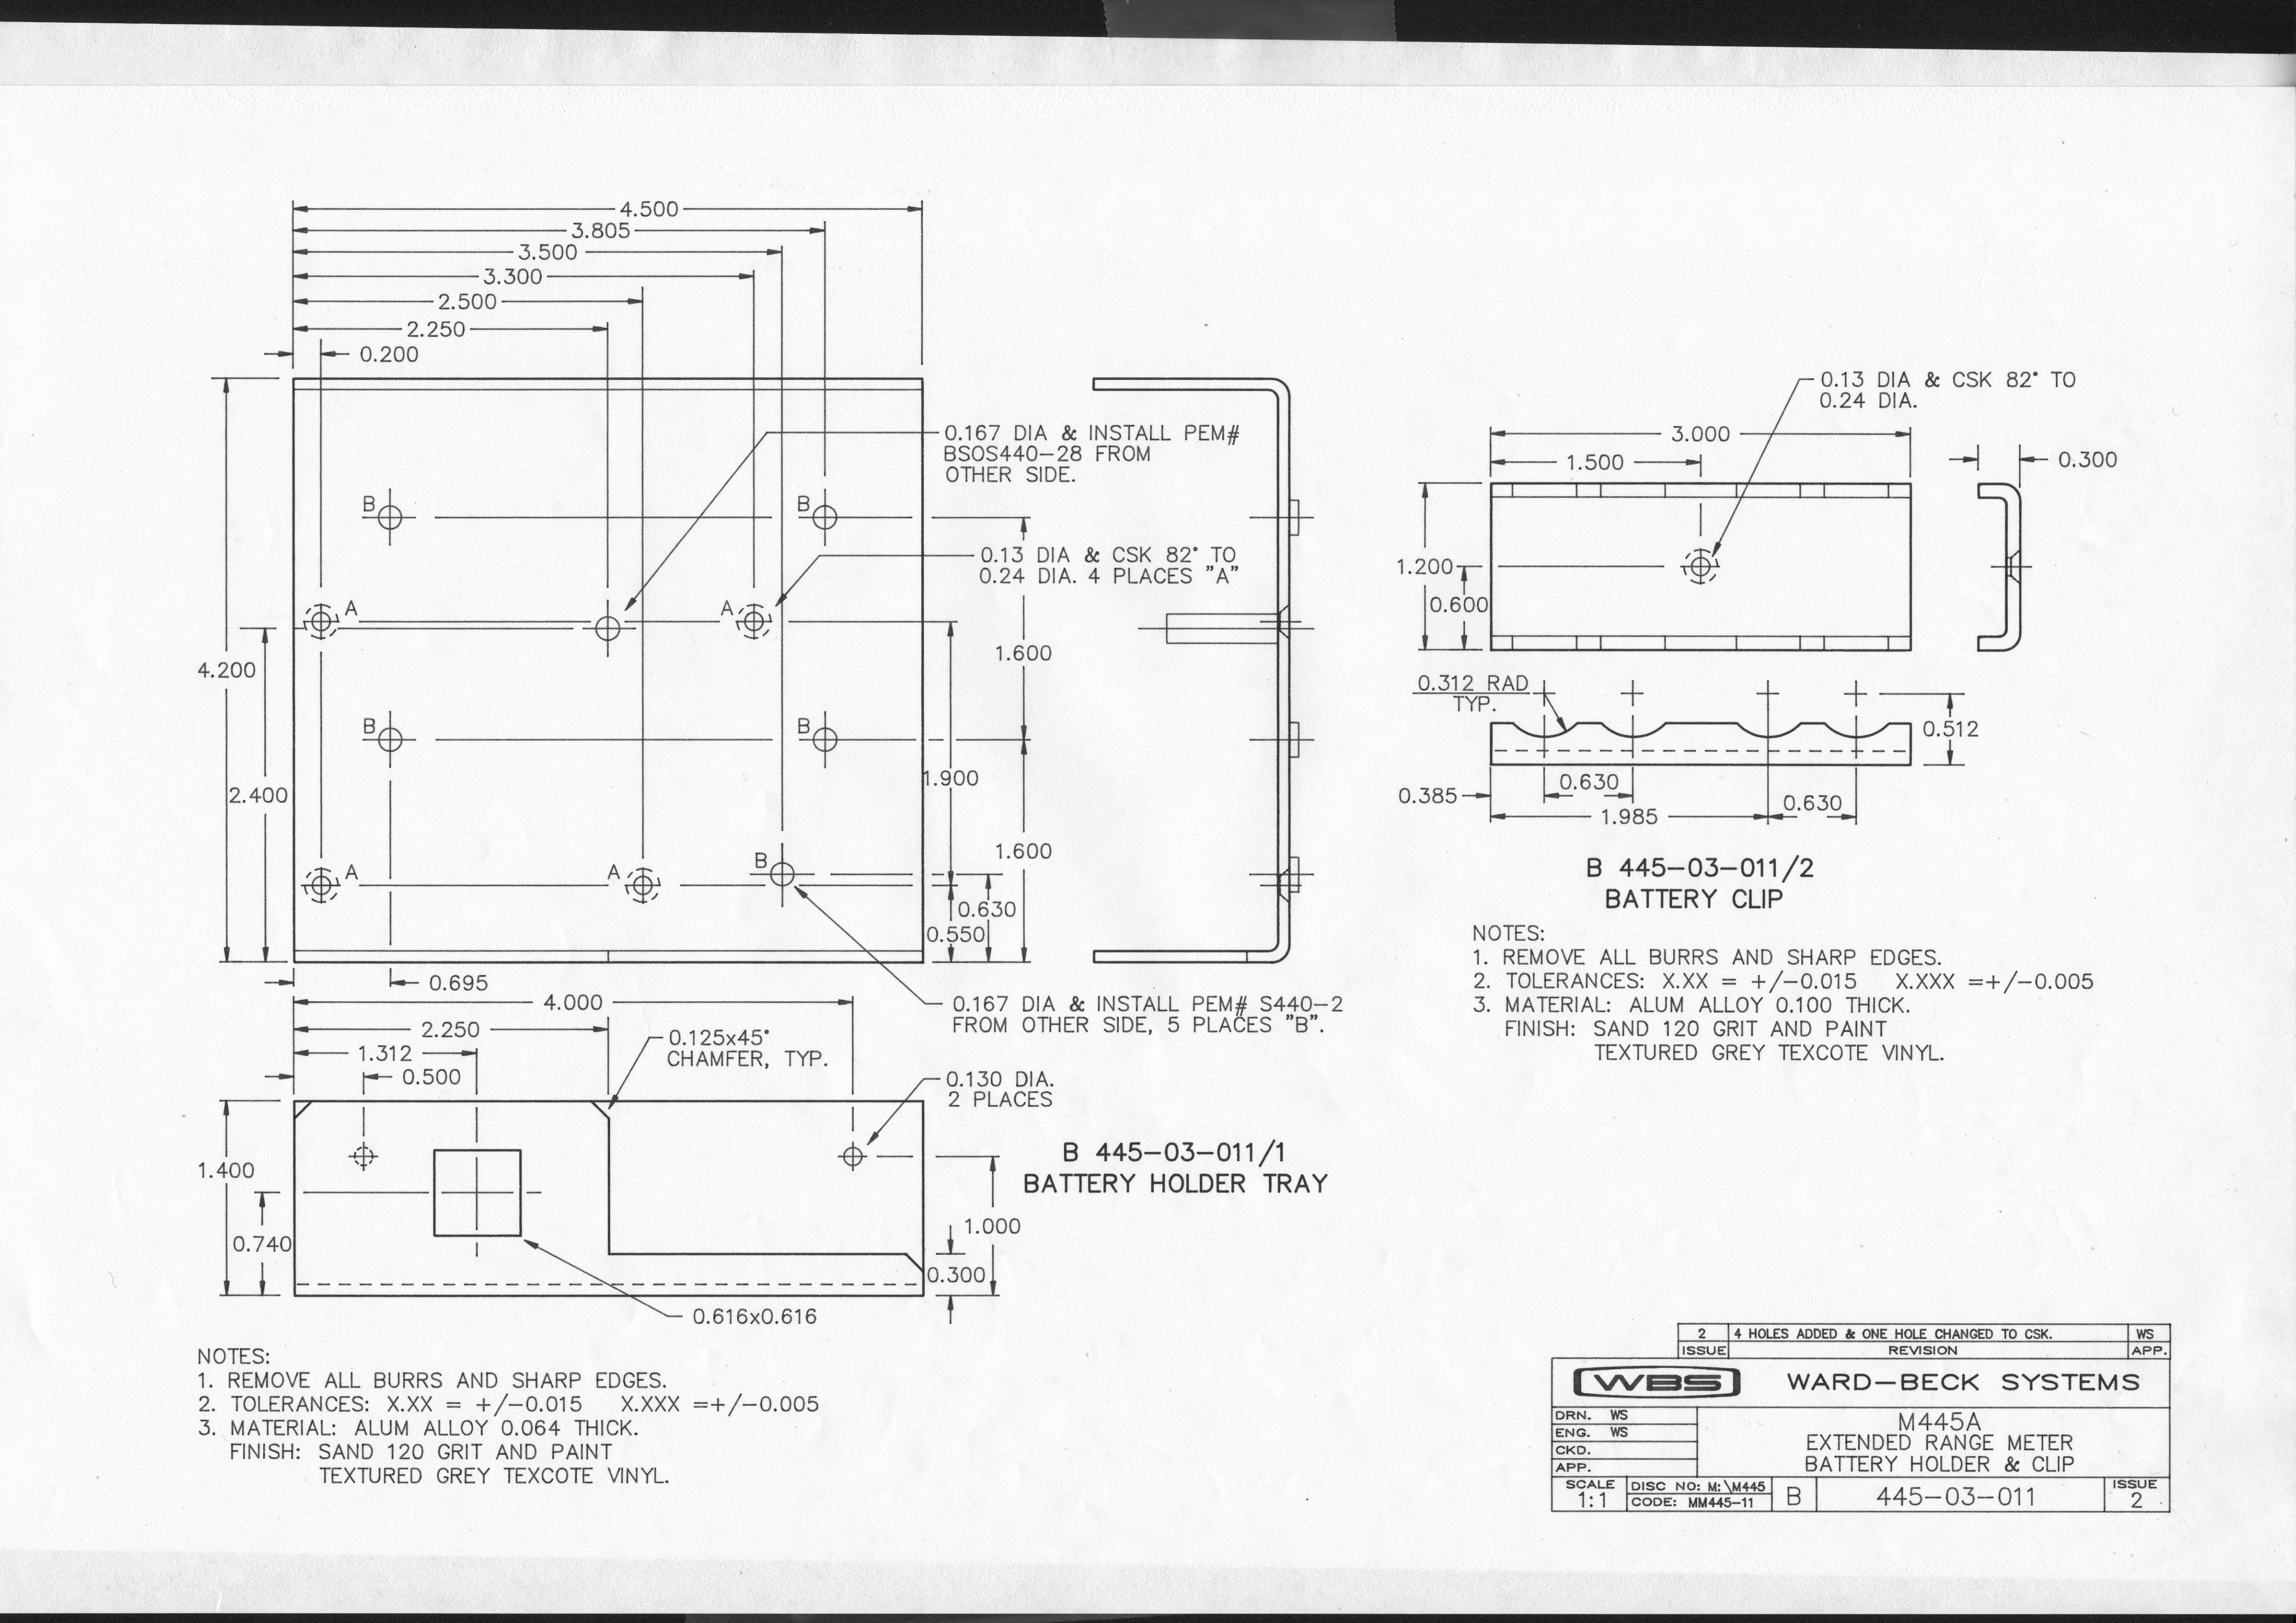 4.500
3.805
3.500
3.300
2.500
2.250
0.200
0.167 DIA & INSTALL PEM#
BSOS440-28 FROM
OTHER SIDE.
B
B
0.13 DIA & CSK 82° TO
0.24 DIA. 4 PLACES "A"
A
A
1.600
4.200
B
B
1.900
2.400
1.600
B
A
A
0.630
0.550
0.695
0.167 DIA & INSTALL PEM# S440-2
FROM OTHER SIDE, 5 PLACES "B".
4.000
2.250
0.125x45°
CHAMFER, TYP.
1.312
0.500
0.130 DIA.
2 PLACES
1.400
0.740
1.000
0.300
0.616x0.616
B 445-03-011/1
BATTERY HOLDER TRAY
NOTES:
1. REMOVE ALL BURRS AND SHARP EDGES.
2. TOLERANCES: X.XX = +/-0.015 X.XXX =+/-0.005
3. MATERIAL: ALUM ALLOY 0.064 THICK.
FINISH: SAND 120 GRIT AND PAINT
TEXTURED GREY TEXCOTE VINYL.
0.13 DIA & CSK 82° TO
0.24 DIA.
3.000
1.500
0.300
1.200
0.600
0.312 RAD
TYP.
0.512
0.630
0.385
0.630
1.985
B 445-03-011/2
BATTERY CLIP
NOTES:
1. REMOVE ALL BURRS AND SHARP EDGES.
2. TOLERANCES: X.XX = +/-0.015 X.XXX =+/-0.005
3. MATERIAL: ALUM ALLOY 0.100 THICK.
FINISH: SAND 120 GRIT AND PAINT
TEXTURED GREY TEXCOTE VINYL.
2 4 HOLES ADDED & ONE HOLE CHANGED TO CSK. WS
ISSUE REVISION APP.
WBS WARD-BECK SYSTEMS
DRN. WS
ENG. WS
CKD.
APP.
M445A
EXTENDED RANGE METER
BATTERY HOLDER & CLIP
SCALE
1:1
DISC NO: M:\M445
CODE: MM445-11
B
445-03-011
ISSUE
2